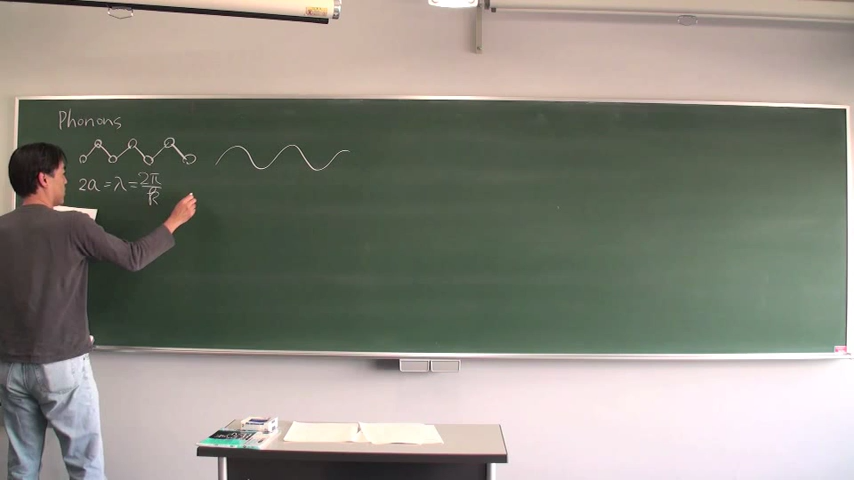 Phonons
2a = λ = 2π/k